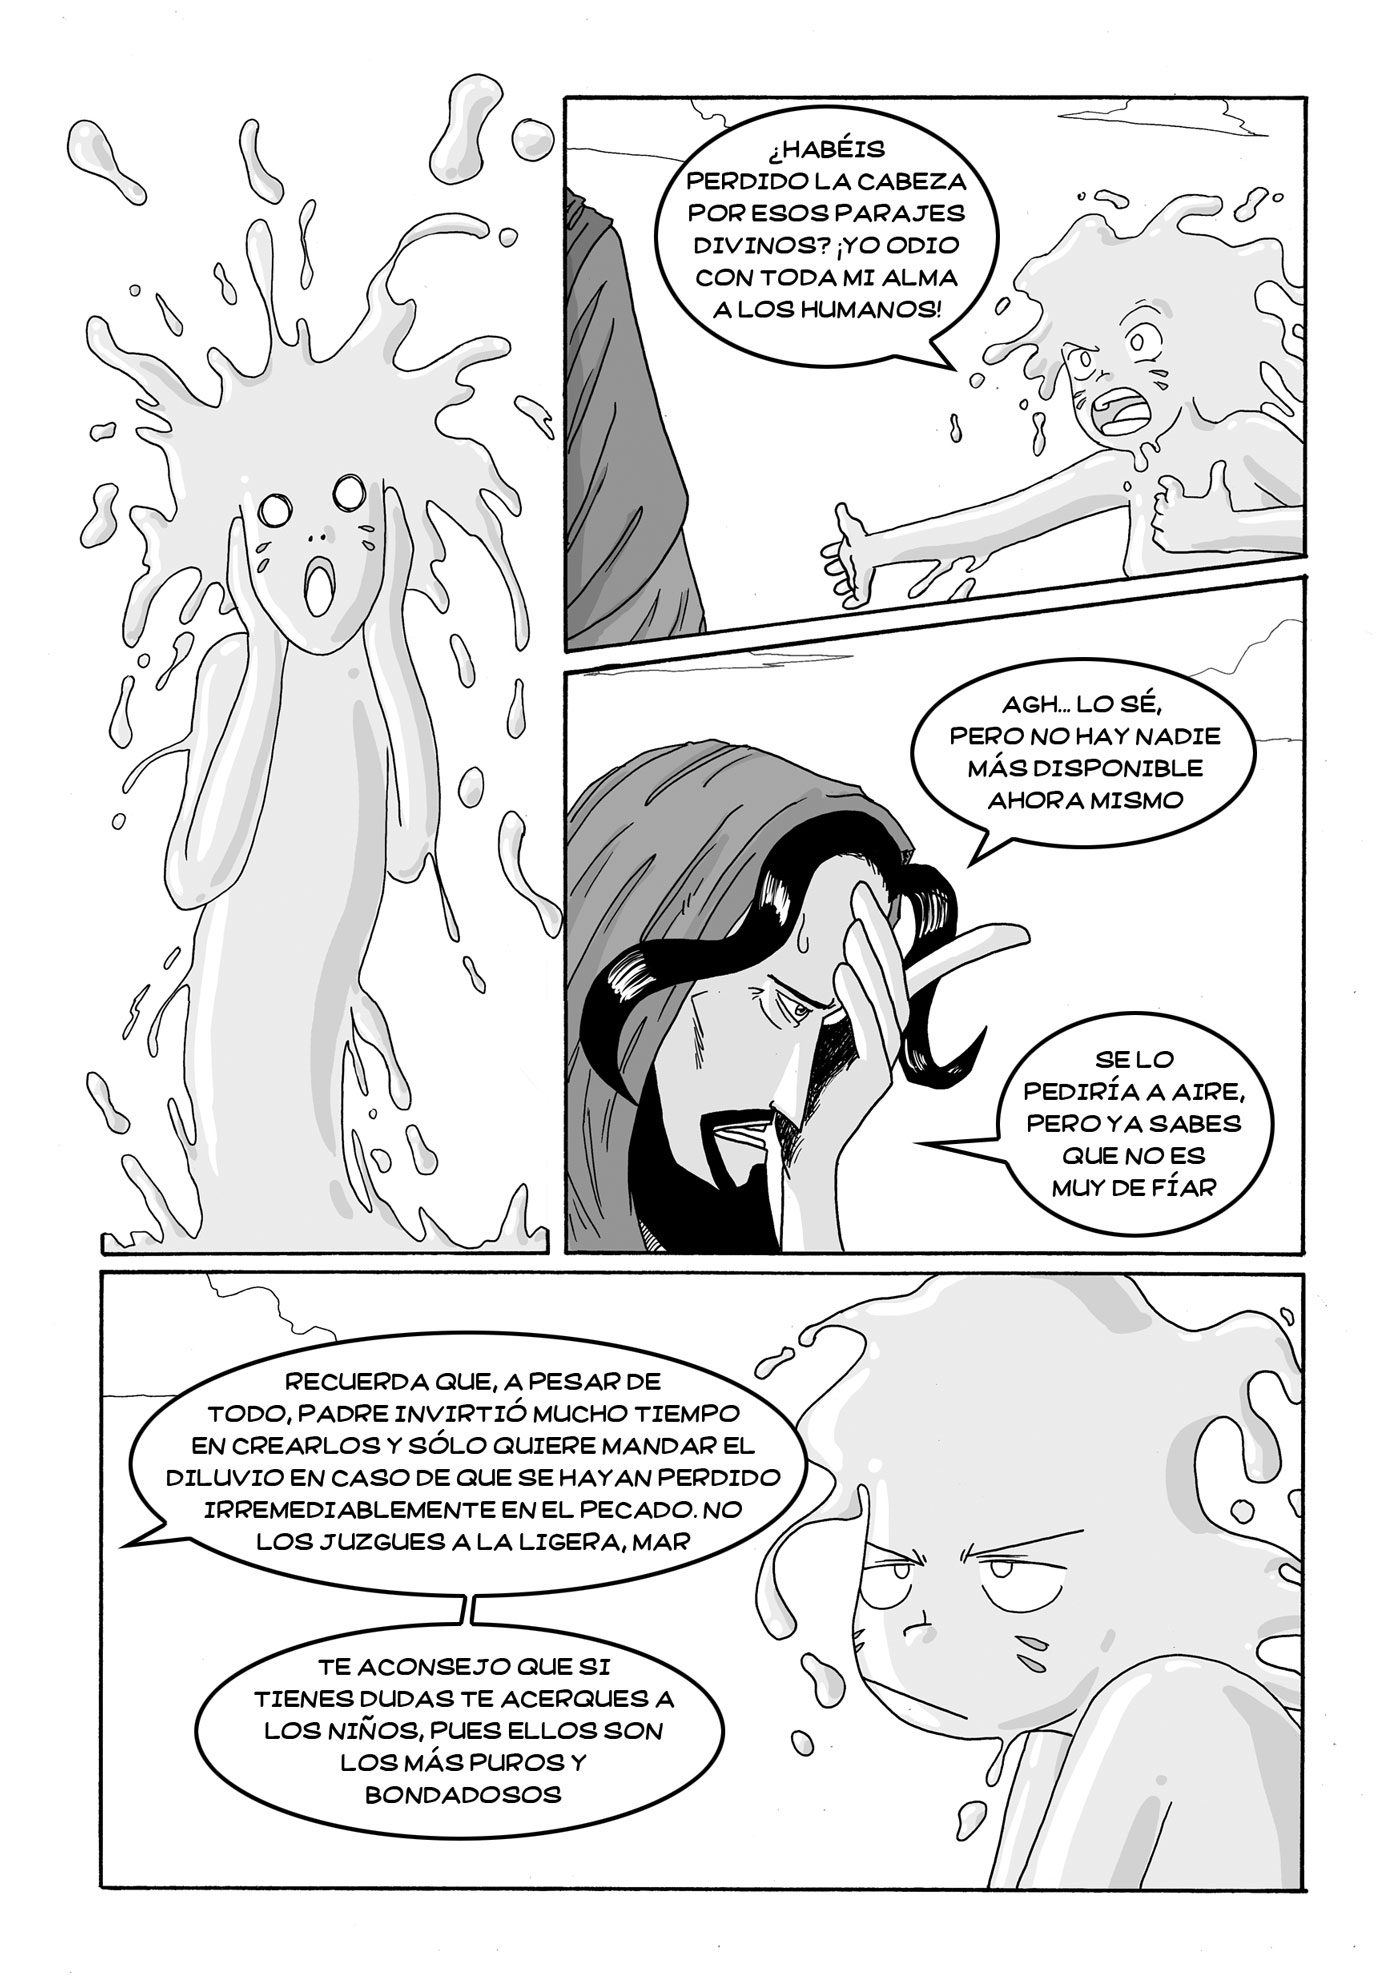 ¿HABÉIS
PERDIDO LA CABEZA
POR ESOS PARAJES
DIVINOS? ¡YO ODIO
CON TODA MI ALMA
A LOS HUMANOS!
AGH... LO SÉ,
PERO NO HAY NADIE
MÁS DISPONIBLE
AHORA MISMO
SE LO
PEDIRÍA A AIRE,
PERO YA SABES
QUE NO ES
MUY DE FÍAR
RECUERDA QUE, A PESAR DE
TODO, PADRE INVIRTIÓ MUCHO TIEMPO
EN CREARLOS Y SÓLO QUIERE MANDAR EL
DILUVIO EN CASO DE QUE SE HAYAN PERDIDO
IRREMEDIABLEMENTE EN EL PECADO. NO
LOS JUZGUES A LA LIGERA, MAR
TE ACONSEJO QUE SI
TIENES DUDAS TE ACERQUES A
LOS NIÑOS, PUES ELLOS SON
LOS MÁS PUROS Y
BONDADOSOS